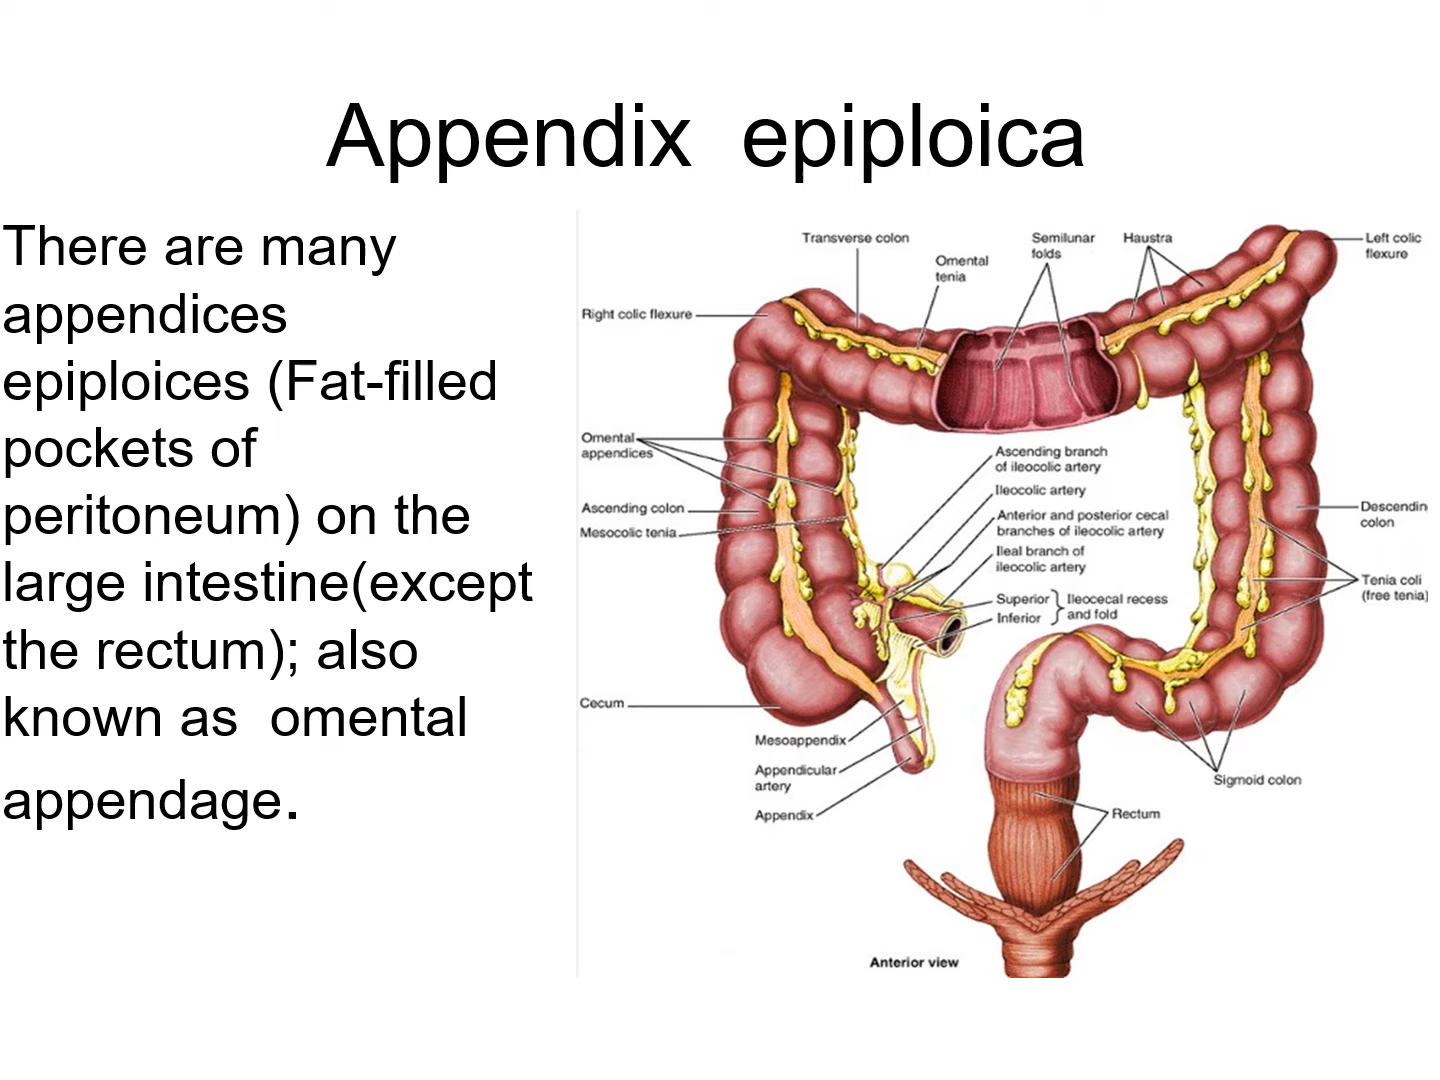 Appendix epiploica
There are many
appendices
epiploices (Fat-filled
pockets of
peritoneum) on the
large intestine(except
the rectum); also
known as omental
appendage.
Transverse colon
Omental
tenia
Semilunar
folds
Haustra
Left colic
flexure
Right colic flexure
Omental
appendices
Ascending colon
Mesocolic tenia
Ascending branch
of ileocolic artery
Ileocolic artery
Anterior and posterior cecal
branches of ileocolic artery
Ileal branch of
ileocolic artery
Superior
Inferior
Ileocecal recess
and fold
Descendin
colon
Tenia coli
(free tenia)
Cecum
Mesoappendix
Appendicular
artery
Appendix
Sigmoid colon
Rectum
Anterior view